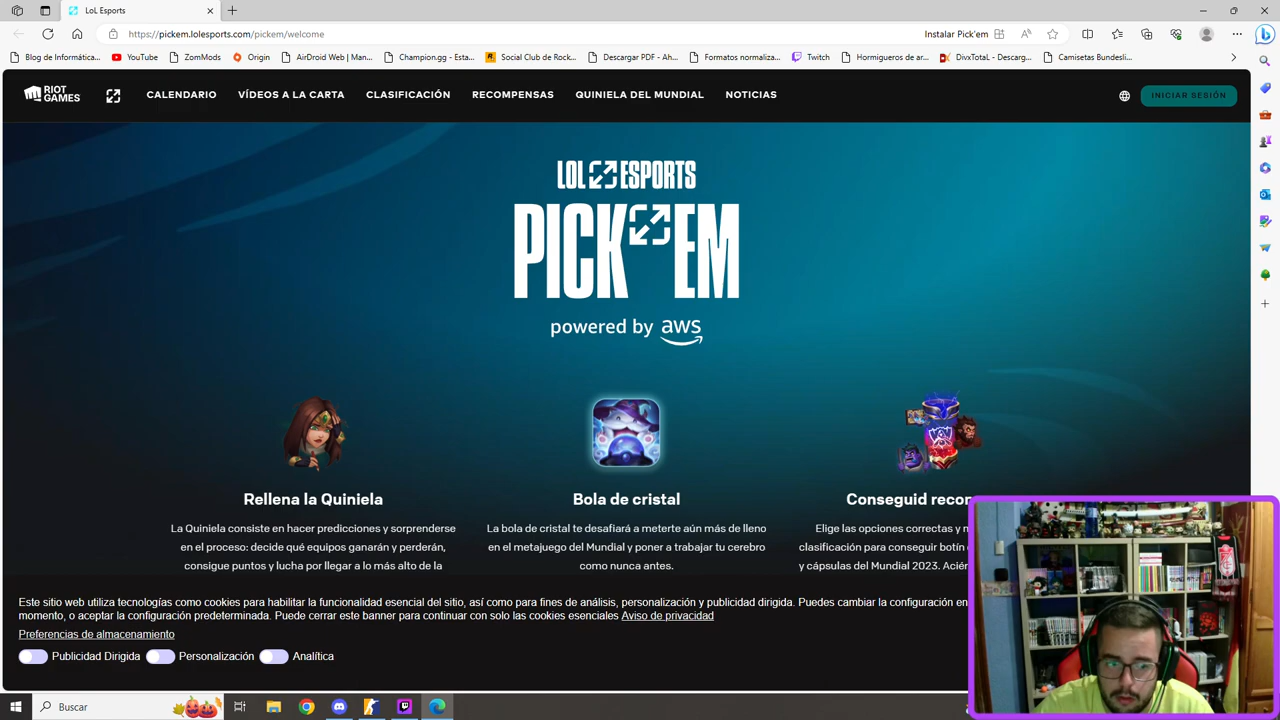 LoL Esports
https://pickem.lolesports.com/pickem/welcome
Instalar Pick'em
Blog de Informática...
YouTube
ZomMods
Origin
AirDroid Web | Man...
Champion.gg - Esta...
Social Club de Rock...
Descargar PDF - Ah...
Formatos normaliza...
Twitch
Hormigueros de ar...
DivxTotaL - Descarg...
Camisetas Bundesli...
RIOT
GAMES
CALENDARIO
VÍDEOS A LA CARTA
CLASIFICACIÓN
RECOMPENSAS
QUINIELA DEL MUNDIAL
NOTICIAS
INICIAR SESIÓN
LOL ESPORTS
PICK EM
powered by aws
Rellena la Quiniela
La Quiniela consiste en hacer predicciones y sorprenderse
en el proceso: decide qué equipos ganarán y perderán,
consigue puntos y lucha por llegar a lo más alto de la
Bola de cristal
La bola de cristal te desafiará a meterte aún más de lleno
en el metajuego del Mundial y poner a trabajar tu cerebro
como nunca antes.
Conseguid recor
Elige las opciones correctas y m
clasificación para conseguir botín
y cápsulas del Mundial 2023. Acié
Este sitio web utiliza tecnologías como cookies para habilitar la funcionalidad esencial del sitio, así como para fines de análisis, personalización y publicidad dirigida. Puedes cambiar la configuración en
momento, o aceptar la configuración predeterminada. Puede cerrar este banner para continuar con solo las cookies esenciales Aviso de privacidad
Preferencias de almacenamiento
Publicidad Dirigida
Personalización
Analítica
Buscar